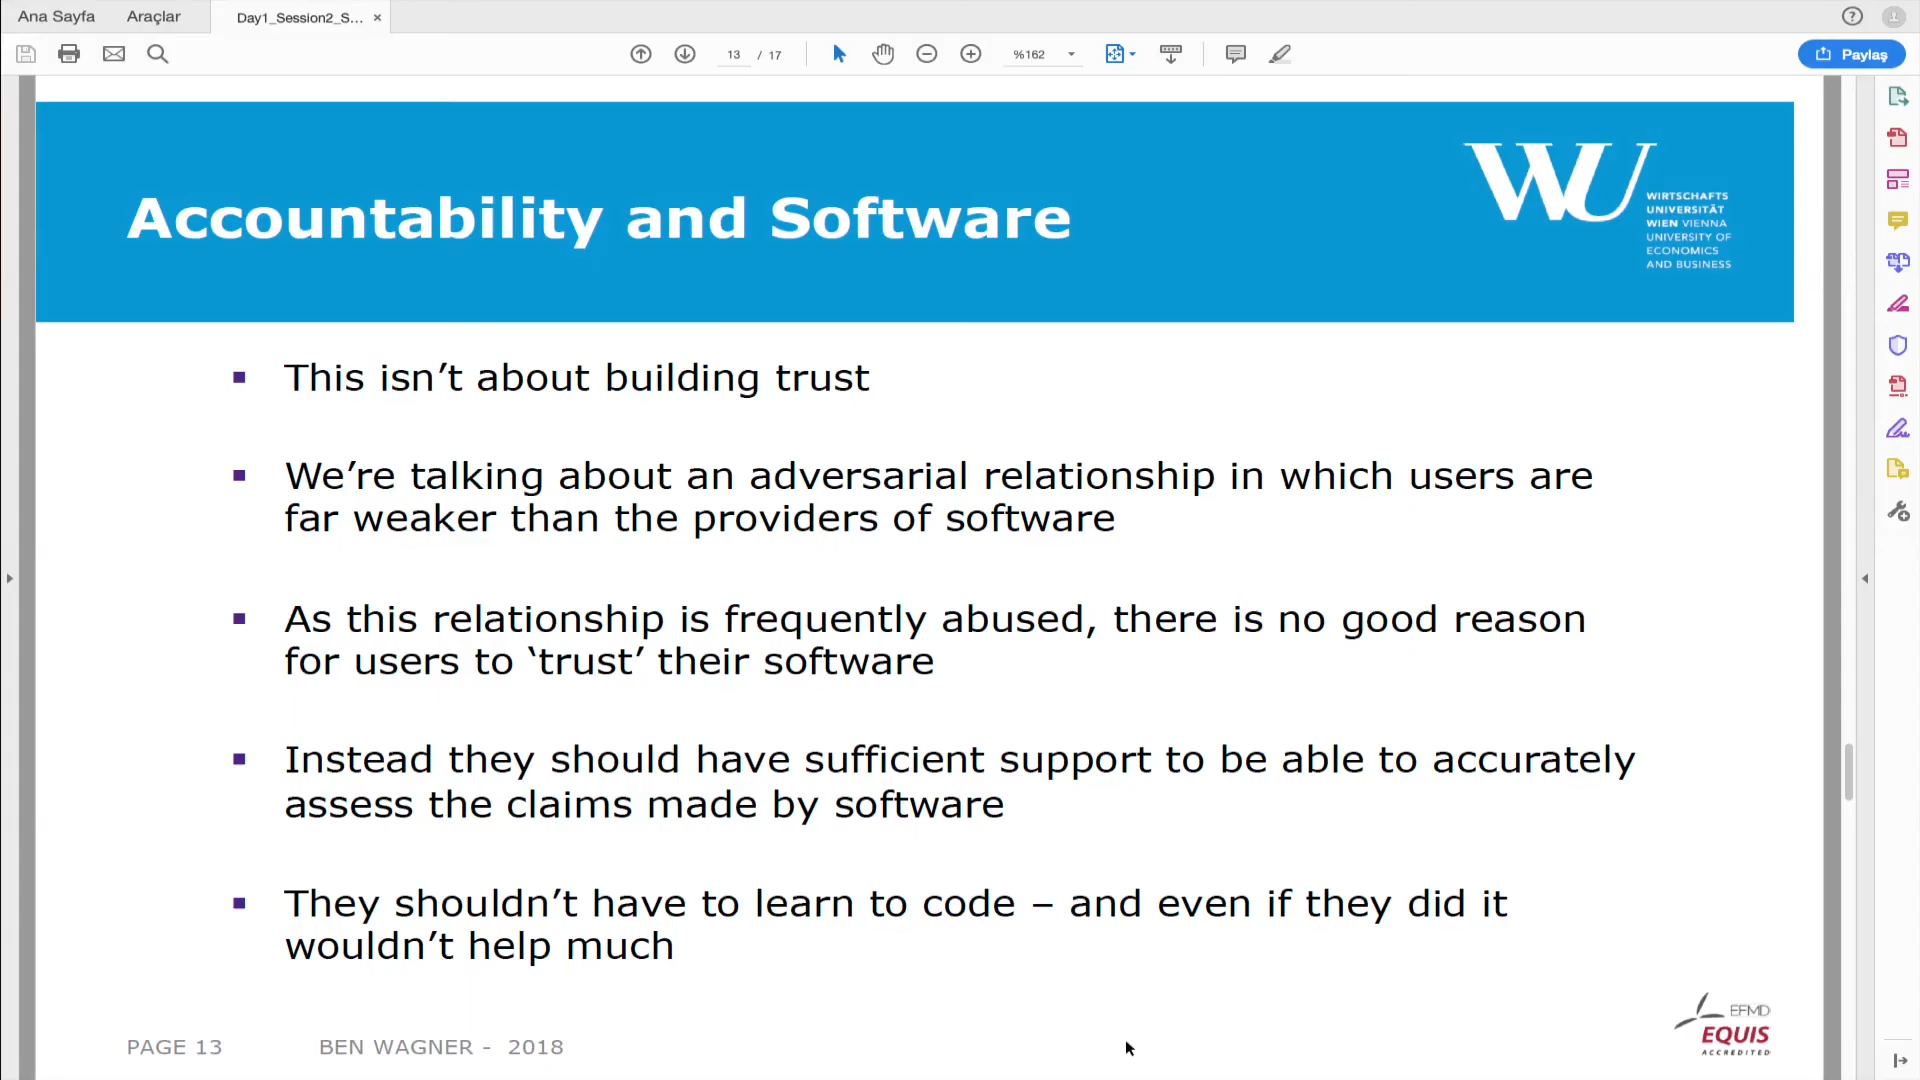 Ana Sayfa Araçlar Day1_Session2_S... ×
13 / 17 %162 Paylaş
Accountability and Software
WU
WIRTSCHAFTS
UNIVERSITÄT
WIEN VIENNA
UNIVERSITY OF
ECONOMICS
AND BUSINESS
▪ This isn’t about building trust
▪ We’re talking about an adversarial relationship in which users are
far weaker than the providers of software
▪ As this relationship is frequently abused, there is no good reason
for users to ‘trust’ their software
▪ Instead they should have sufficient support to be able to accurately
assess the claims made by software
▪ They shouldn’t have to learn to code – and even if they did it
wouldn’t help much
PAGE 13 BEN WAGNER - 2018
EFMD
EQUIS
ACCREDITED